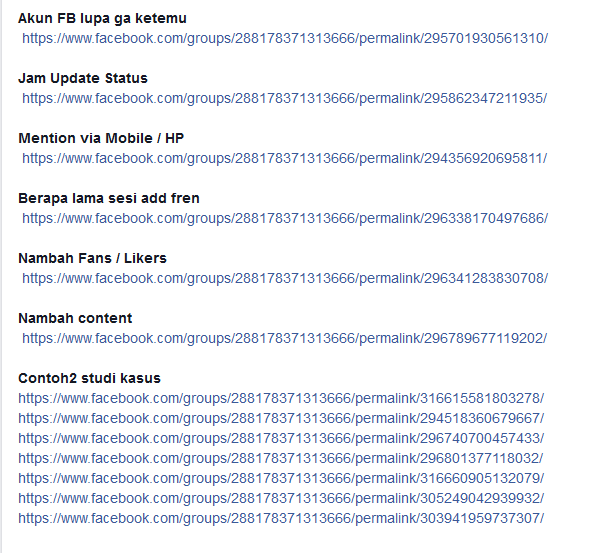 Akun FB lupa ga ketemu
https://www.facebook.com/groups/288178371313666/permalink/295701930561310/
Jam Update Status
https://www.facebook.com/groups/288178371313666/permalink/295862347211935/
Mention via Mobile / HP
https://www.facebook.com/groups/288178371313666/permalink/294356920695811/
Berapa lama sesi add fren
https://www.facebook.com/groups/288178371313666/permalink/296338170497686/
Nambah Fans / Likers
https://www.facebook.com/groups/288178371313666/permalink/296341283830708/
Nambah content
https://www.facebook.com/groups/288178371313666/permalink/296789677119202/
Contoh2 studi kasus
https://www.facebook.com/groups/288178371313666/permalink/316615581803278/
https://www.facebook.com/groups/288178371313666/permalink/294518360679667/
https://www.facebook.com/groups/288178371313666/permalink/296740700457433/
https://www.facebook.com/groups/288178371313666/permalink/296801377118032/
https://www.facebook.com/groups/288178371313666/permalink/316660905132079/
https://www.facebook.com/groups/288178371313666/permalink/305249042939932/
https://www.facebook.com/groups/288178371313666/permalink/303941959737307/